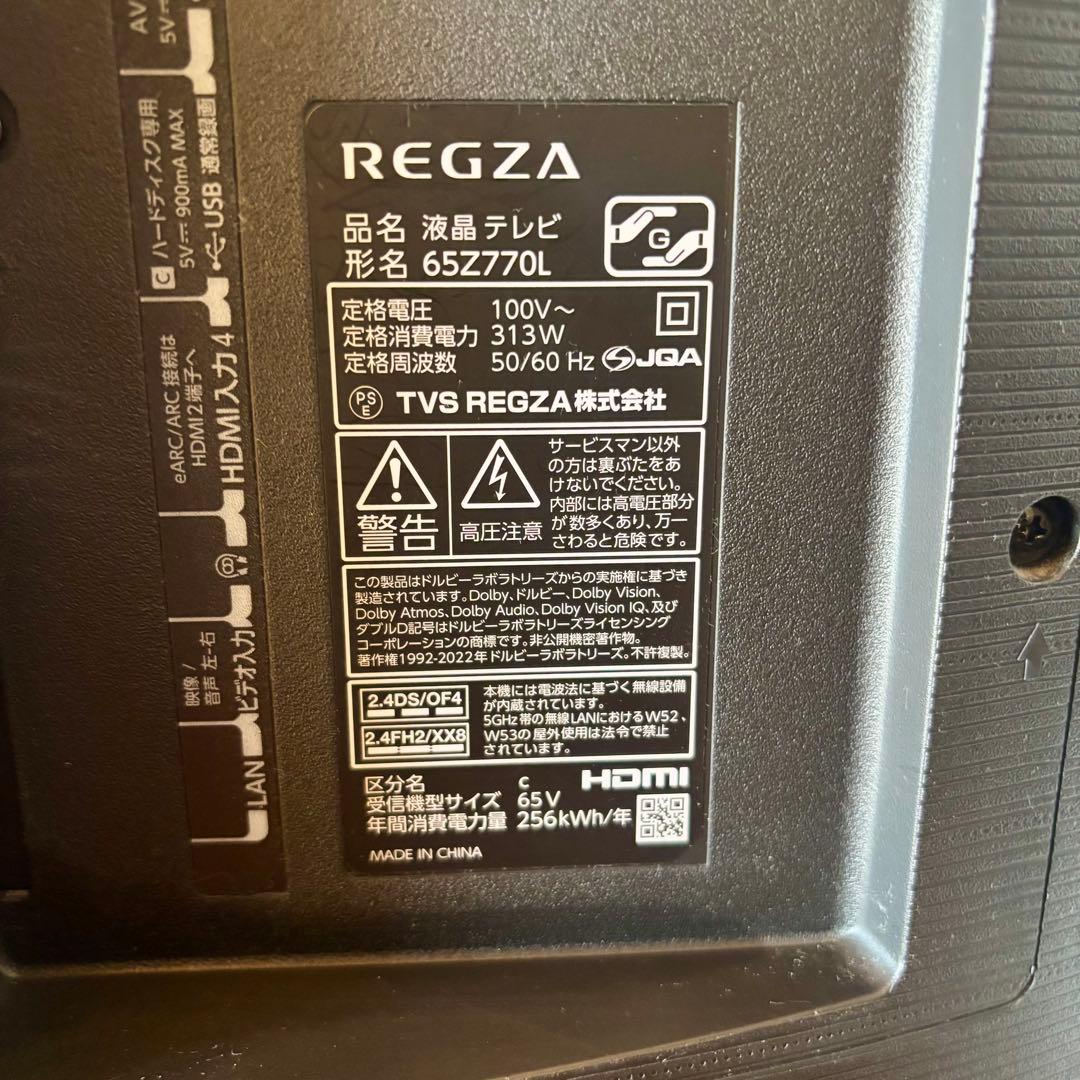 AV
5V⎓
C ハードディスク専用
5V⎓900mA MAX
USB 通常録画
eARC/ARC 接続は
HDMI2端子へ
HDMI 入力 4
映像 /
音声 左-右
ビデオ入力
LAN
REGZA
品名 液晶テレビ
形名 65Z770L
G
定格電圧 100V～
定格消費電力 313W
定格周波数 50/60 Hz JQA
PSE TVS REGZA株式会社
警告
高圧注意
サービスマン以外
の方は裏ぶたをあ
けないでください。
内部には高電圧部分
が数多くあり、万一
さわると危険です。
この製品はドルビーラボラトリーズからの実施権に基づき
製造されています。Dolby、ドルビー、Dolby Vision、
Dolby Atmos、Dolby Audio、Dolby Vision IQ、及び
ダブルD記号はドルビーラボラトリーズライセンシング
コーポレーションの商標です。非公開機密著作物。
著作権1992-2022年ドルビーラボラトリーズ。不許複製。
2.4DS/OF4
2.4FH2/XX8
本機には電波法に基づく無線設備
が内蔵されています。
5GHz 帯の無線LANにおけるW52、
W53の屋外使用は法令で禁止
されています。
区分名 c HDMI
受信機型サイズ 65V
年間消費電力量 256kWh/年
MADE IN CHINA